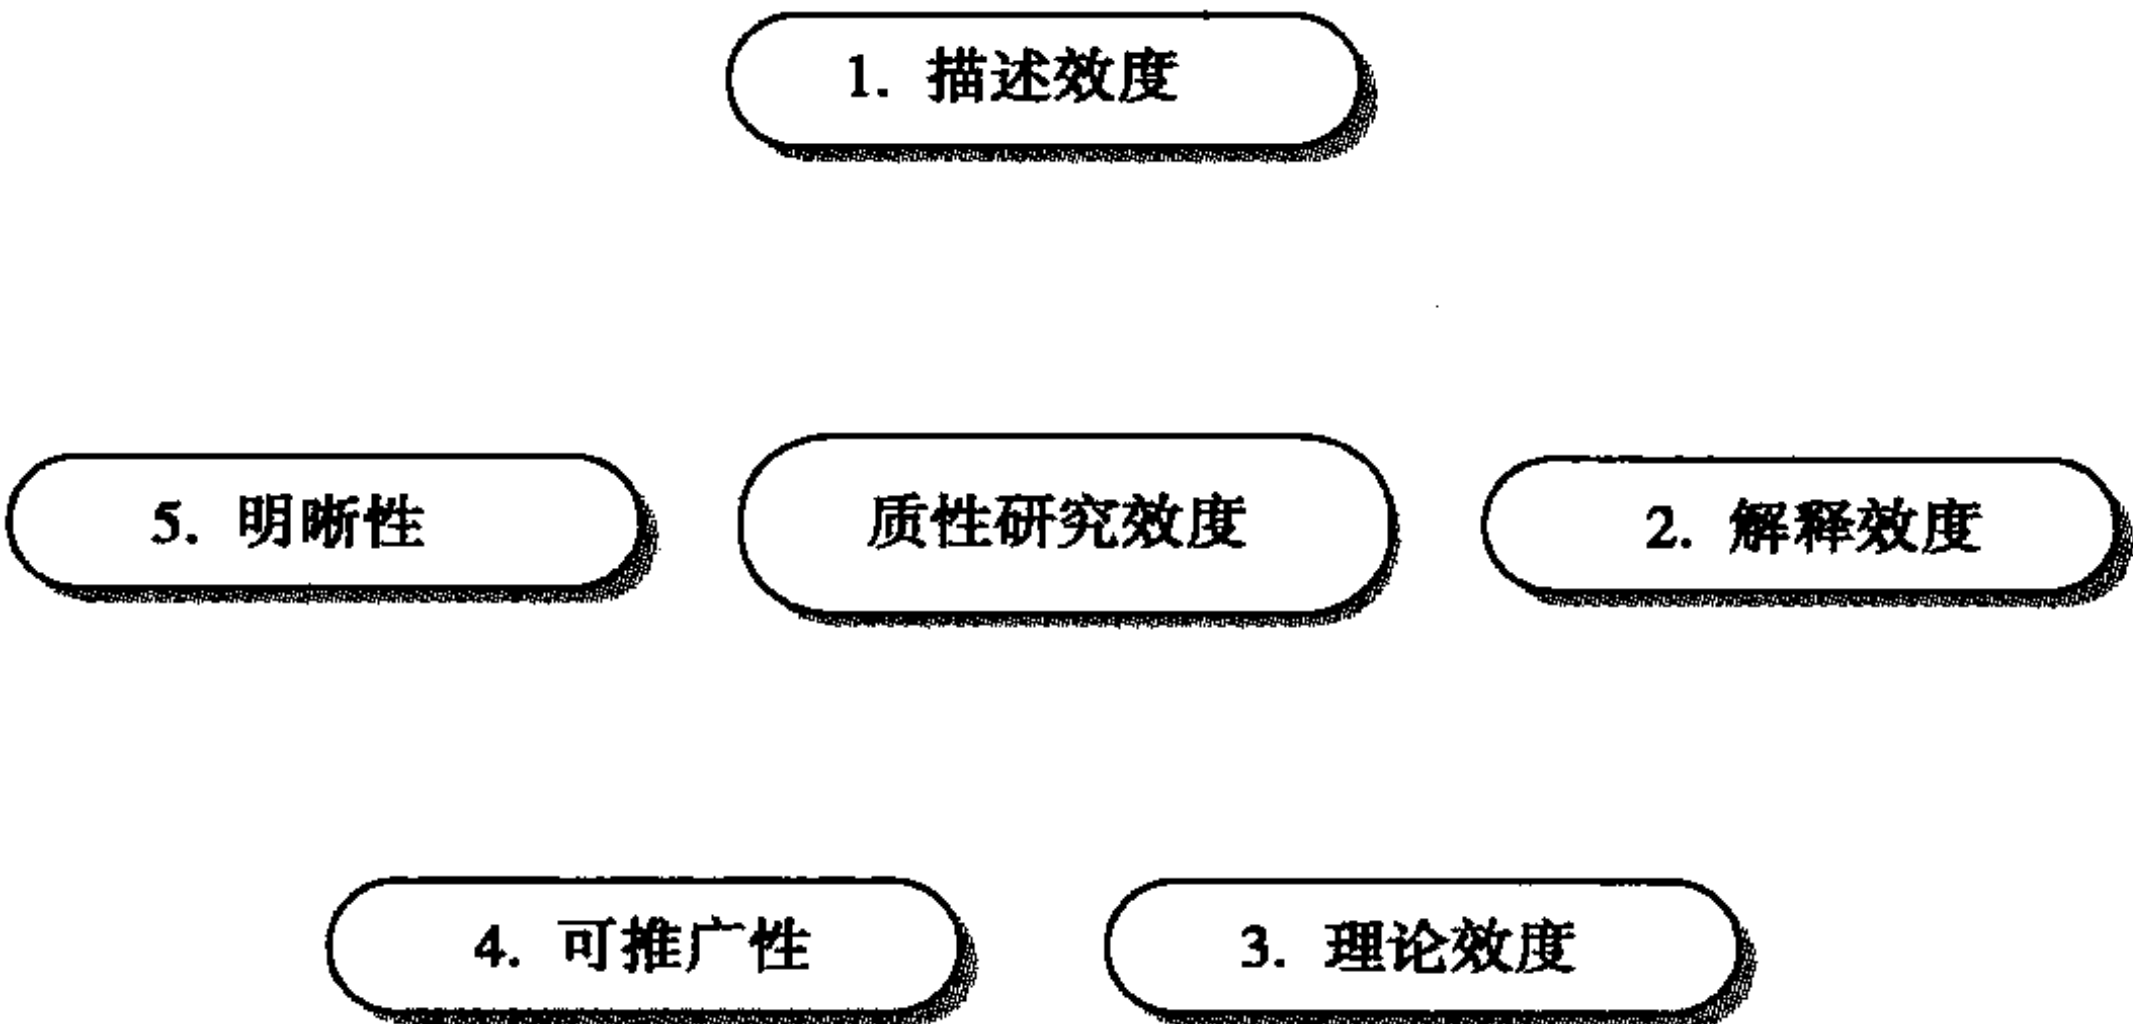 1. 描述效度
5. 明晰性
质性研究效度
2. 解释效度
4. 可推广性
3. 理论效度